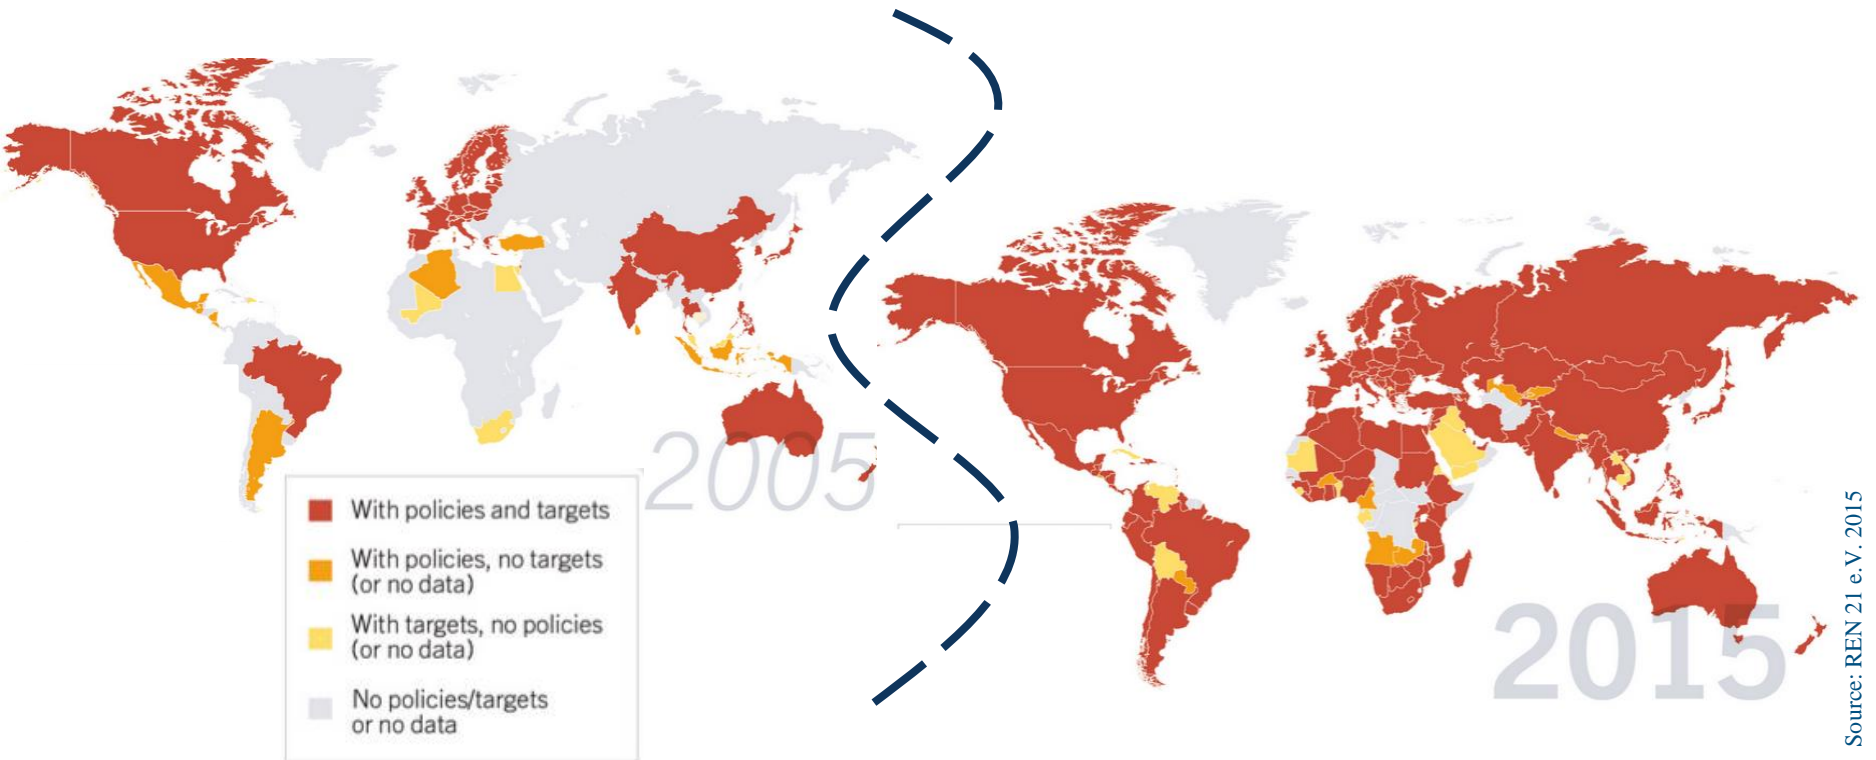 2005
With policies and targets
With policies, no targets
(or no data)
With targets, no policies
(or no data)
No policies/targets
or no data
2015
Source: REN 21 e.V. 2015